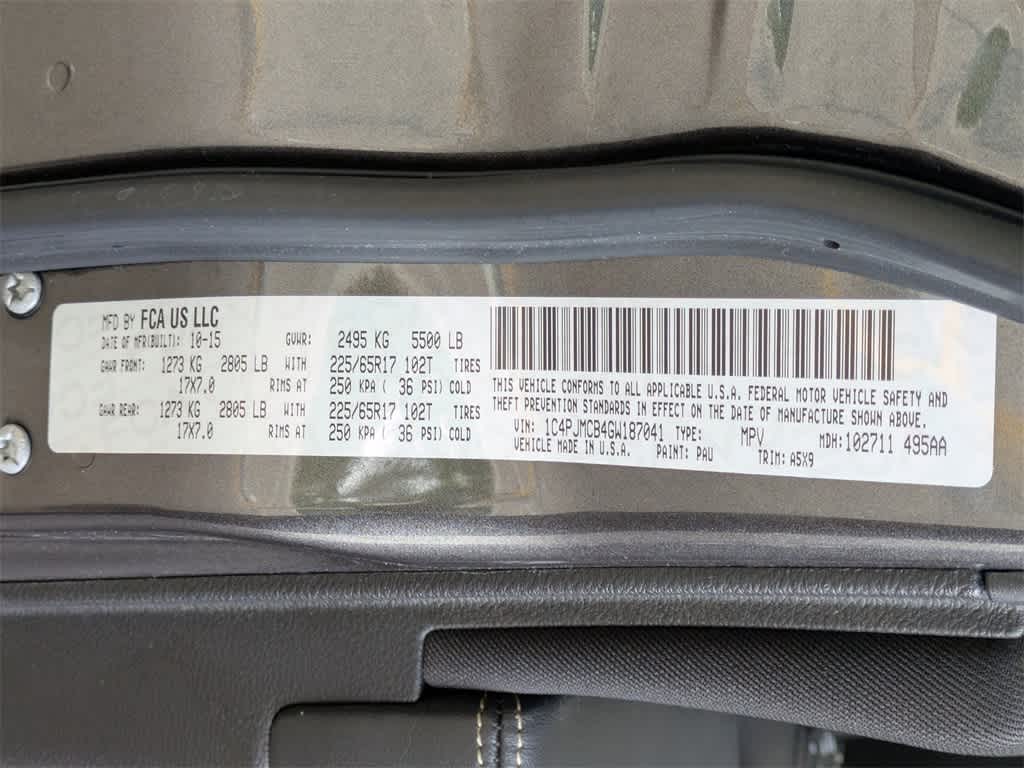 MFD BY FCA US LLC
DATE OF MFR(BUILT): 10-15 GVWR: 2495 KG 5500 LB
GAWR FRONT: 1273 KG 2805 LB WITH 225/65R17 102T TIRES
17X7.0 RIMS AT 250 KPA ( 36 PSI) COLD
GAWR REAR: 1273 KG 2805 LB WITH 225/65R17 102T TIRES
17X7.0 RIMS AT 250 KPA ( 36 PSI) COLD
THIS VEHICLE CONFORMS TO ALL APPLICABLE U.S.A. FEDERAL MOTOR VEHICLE SAFETY AND
THEFT PREVENTION STANDARDS IN EFFECT ON THE DATE OF MANUFACTURE SHOWN ABOVE.
VIN: 1C4PJMCB4GW187041 TYPE: MPV MDH: 102711 495AA
VEHICLE MADE IN U.S.A. PAINT: PAU TRIM: A5X9